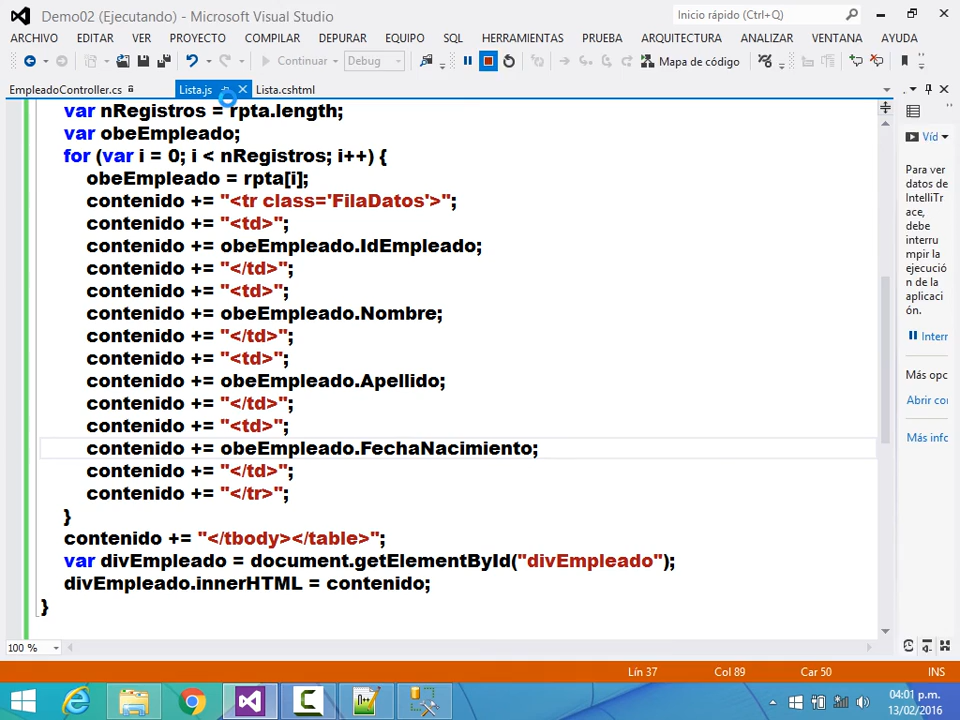 Demo02 (Ejecutando) - Microsoft Visual Studio
Inicio rápido (Ctrl+Q)
ARCHIVO EDITAR VER PROYECTO COMPILAR DEPURAR EQUIPO SQL HERRAMIENTAS PRUEBA ARQUITECTURA ANALIZAR VENTANA AYUDA
Continuar Debug Mapa de código
EmpleadoController.cs Lista.js Lista.cshtml
var nRegistros = rpta.length;
var obeEmpleado;
for (var i = 0; i < nRegistros; i++) {
obeEmpleado = rpta[i];
contenido += "<tr class='FilaDatos'>";
contenido += "<td>";
contenido += obeEmpleado.IdEmpleado;
contenido += "</td>";
contenido += "<td>";
contenido += obeEmpleado.Nombre;
contenido += "</td>";
contenido += "<td>";
contenido += obeEmpleado.Apellido;
contenido += "</td>";
contenido += "<td>";
contenido += obeEmpleado.FechaNacimiento;
contenido += "</td>";
contenido += "</tr>";
}
contenido += "</tbody></table>";
var divEmpleado = document.getElementById("divEmpleado");
divEmpleado.innerHTML = contenido;
}
Víd
Para ver
datos de
IntelliTr
ace,
debe
interru
mpir la
ejecució
n de la
aplicaci
ón.
Interr
Más opc
Abrir co
Más info
100 %
Lín 37 Col 89 Car 50 INS
04:01 p.m.
13/02/2016